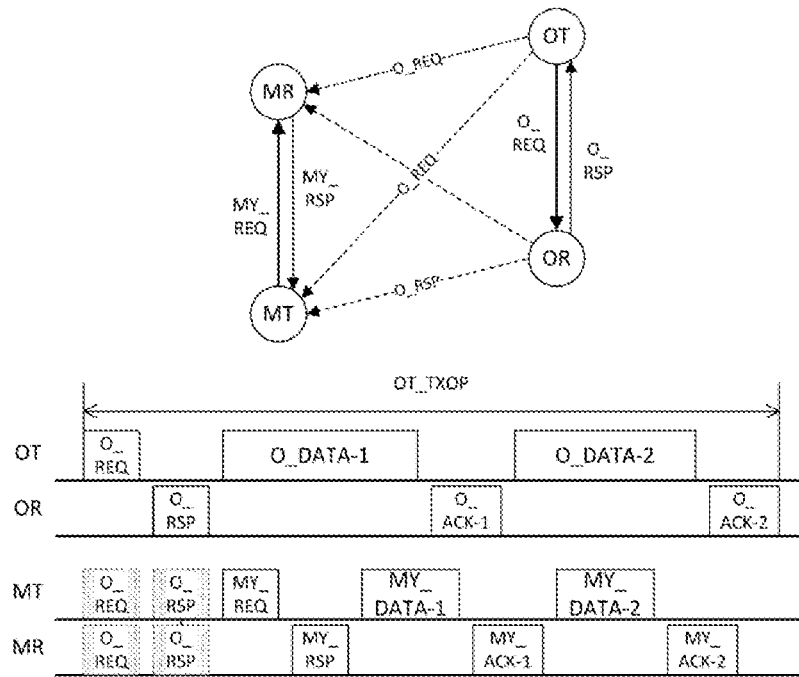 OT
O_REQ
MR
O_
REQ
O_
RSP
MY_
RSP
O_REQ
MY_
REQ
OR
O_RSP
MT
OT_TXOP
OT
O_
REQ
O_DATA-1
O_DATA-2
OR
O_
RSP
O_
ACK-1
O_
ACK-2
MT
O_
REQ
O_
RSP
MY_
REQ
MY_
DATA-1
MY_
DATA-2
MR
O_
REQ
O_
RSP
MY_
RSP
MY_
ACK-1
MY_
ACK-2